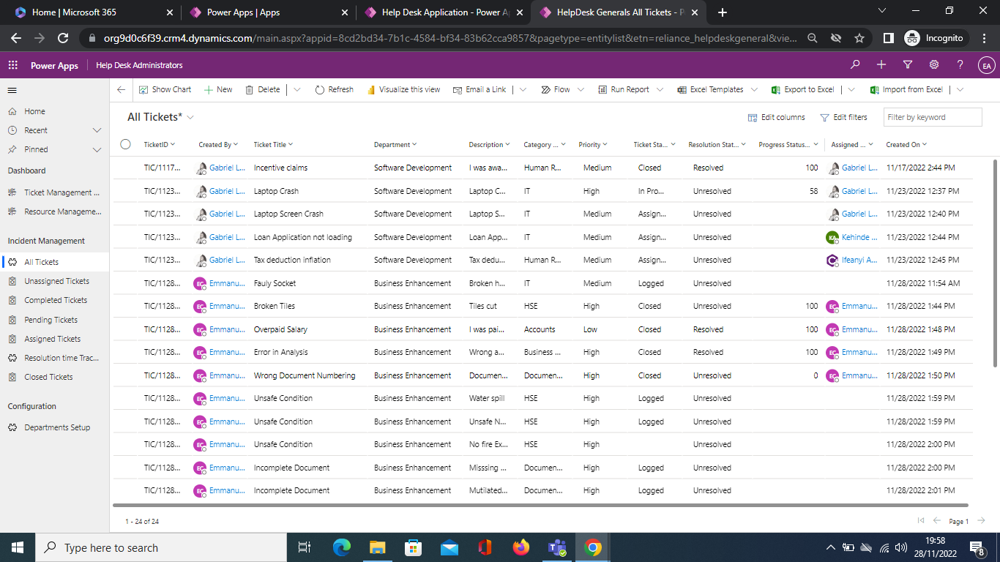 Home | Microsoft 365
Power Apps | Apps
Help Desk Application - Power Ap
HelpDesk Generals All Tickets - P
org9d0c6f39.crm4.dynamics.com/main.aspx?appid=8cd2bd34-7b1c-4584-bf34-83b62cca9857&pagetype=entitylist&etn=reliance_helpdeskgeneral&vie...
Incognito
Power Apps | Help Desk Administrators
EA
Show Chart New Delete Refresh Visualize this view Email a Link Flow Run Report Excel Templates Export to Excel Import from Excel
Home
Recent
Pinned
Dashboard
Ticket Management ...
Resource Manageme...
Incident Management
All Tickets
Unassigned Tickets
Completed Tickets
Pending Tickets
Assigned Tickets
Resolution time Trac...
Closed Tickets
Configuration
Departments Setup
All Tickets*
Edit columns Edit filters Filter by keyword
TicketID Created By Ticket Title Department Description Category ... Priority Ticket Sta... Resolution Stat... Progress Status... Assigned ... Created On
TIC/1117... Gabriel L... Incentive claims Software Development I was awa... Human R... Medium Closed Resolved 100 Gabriel L... 11/17/2022 2:44 PM
TIC/1123... Gabriel L... Laptop Crash Software Development Laptop C... IT High In Pro... Unresolved 58 Gabriel L... 11/23/2022 12:37 PM
TIC/1123... Gabriel L... Laptop Screen Crash Software Development Laptop S... IT Medium Assign... Unresolved Gabriel L... 11/23/2022 12:40 PM
TIC/1123... Gabriel L... Loan Application not loading Software Development Loan App... IT Medium Assign... Unresolved KA Kehinde ... 11/23/2022 12:44 PM
TIC/1123... Gabriel L... Tax deduction inflation Software Development Tax dedu... Human R... Medium Assign... Unresolved Ifeanyi A... 11/23/2022 12:45 PM
TIC/1128... EC Emmanu... Fauly Socket Business Enhancement Broken h... IT Medium Logged Unresolved 11/28/2022 11:54 AM
TIC/1128... EC Emmanu... Broken Tiles Business Enhancement Tiles cut HSE High Closed Unresolved 100 EC Emmanu... 11/28/2022 1:44 PM
TIC/1128... EC Emmanu... Overpaid Salary Business Enhancement I was pai... Accounts Low Closed Resolved 100 EC Emmanu... 11/28/2022 1:48 PM
TIC/1128... EC Emmanu... Error in Analysis Business Enhancement Wrong a... Business ... High Closed Resolved 100 EC Emmanu... 11/28/2022 1:49 PM
TIC/1128... EC Emmanu... Wrong Document Numbering Business Enhancement Documen... Documen... High Closed Unresolved 0 EC Emmanu... 11/28/2022 1:50 PM
TIC/1128... EC Emmanu... Unsafe Condition Business Enhancement Water spill HSE High Logged Unresolved 11/28/2022 1:59 PM
TIC/1128... EC Emmanu... Unsafe Condition Business Enhancement Unsafe N... HSE High Logged Unresolved 11/28/2022 1:59 PM
TIC/1128... EC Emmanu... Unsafe Condition Business Enhancement No fire Ex... HSE High Unresolved 11/28/2022 2:00 PM
TIC/1128... EC Emmanu... Incomplete Document Business Enhancement Misssing ... Documen... High Logged Unresolved 11/28/2022 2:00 PM
TIC/1128... EC Emmanu... Incomplete Document Business Enhancement Mutilated... Documen... High Logged Unresolved 11/28/2022 2:01 PM
1 - 24 of 24
Page 1
Type here to search
19:58
28/11/2022
8